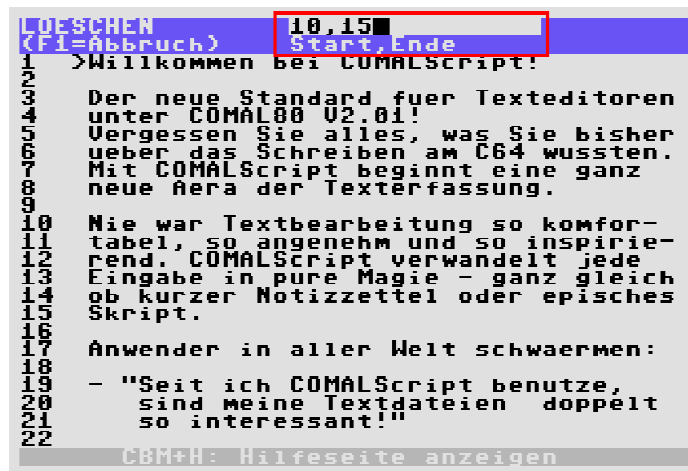 LOESCHEN 10,15
(F1=Abbruch) Start,Ende
1 >Willkommen bei COMALScript!
2
3 Der neue Standard fuer Texteditoren
4 unter COMAL80 V2.01!
5 Vergessen Sie alles, was Sie bisher
6 ueber das Schreiben am C64 wussten.
7 Mit COMALScript beginnt eine ganz
8 neue Aera der Texterfassung.
9
10 Nie war Textbearbeitung so komfor-
11 tabel, so angenehm und so inspirie-
12 rend. COMALScript verwandelt jede
13 Eingabe in pure Magie - ganz gleich
14 ob kurzer Notizzettel oder episches
15 Skript.
16
17 Anwender in aller Welt schwaermen:
18
19 - "Seit ich COMALScript benutze,
20 sind meine Textdateien doppelt
21 so interessant!"
22
CBM+H: Hilfeseite anzeigen